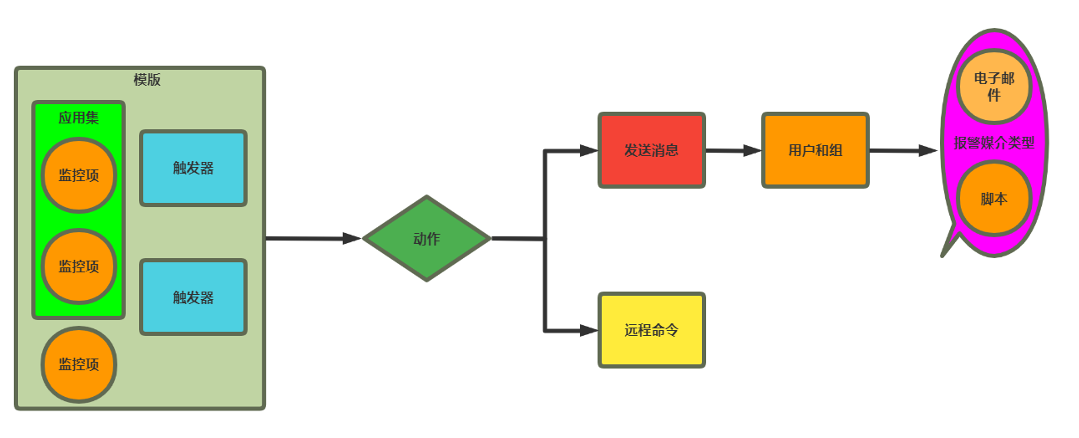 模版
应用集
监控项
触发器
监控项
触发器
监控项
动作
发送消息
用户和组
远程命令
电子邮
件
报警媒介类型
脚本